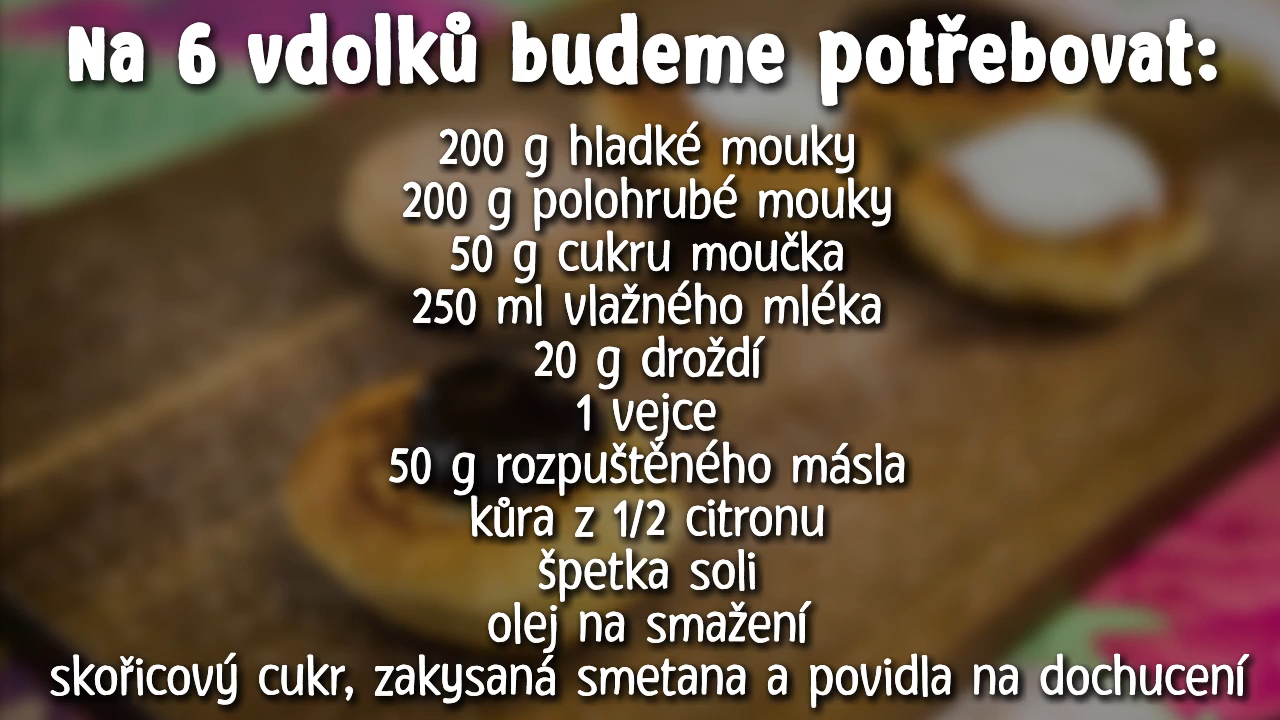 Na 6 vdolků budeme potřebovat:
200 g hladké mouky
200 g polohrubé mouky
50 g cukru moučka
250 ml vlažného mléka
20 g droždí
1 vejce
50 g rozpuštěného másla
kůra z 1/2 citronu
špetka soli
olej na smažení
skořicový cukr, zakysaná smetana a povidla na dochucení